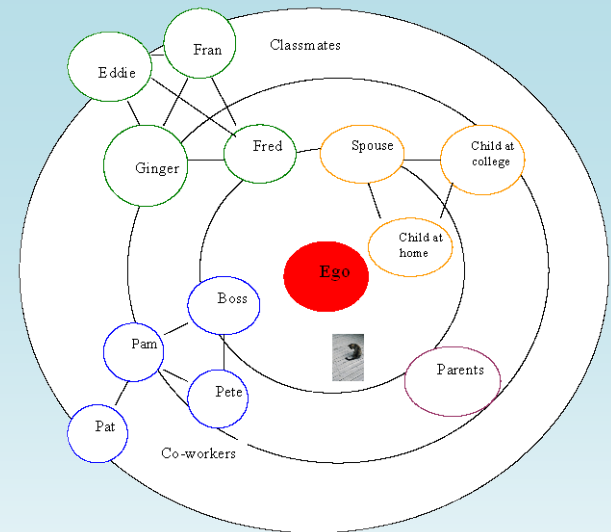 Classmates
Fran
Eddie
Ginger
Fred
Spouse
Child at
college
Child at
home
Ego
Boss
Pam
Pete
Parents
Pat
Co-workers